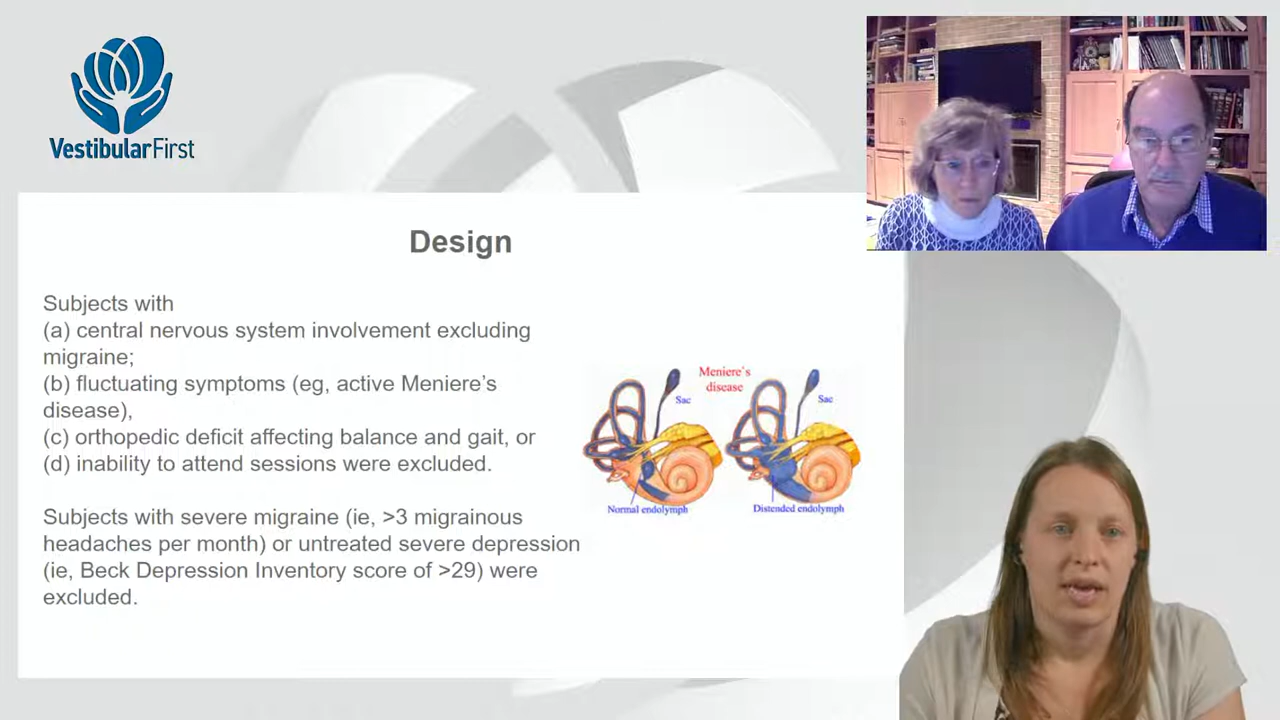 VestibularFirst
Design
Subjects with
(a) central nervous system involvement excluding
migraine;
(b) fluctuating symptoms (eg, active Meniere's
disease),
(c) orthopedic deficit affecting balance and gait, or
(d) inability to attend sessions were excluded.
Subjects with severe migraine (ie, >3 migrainous
headaches per month) or untreated severe depression
(ie, Beck Depression Inventory score of >29) were
excluded.
Meniere's
disease
Sac
Sac
Normal endolymph
Distended endolymph